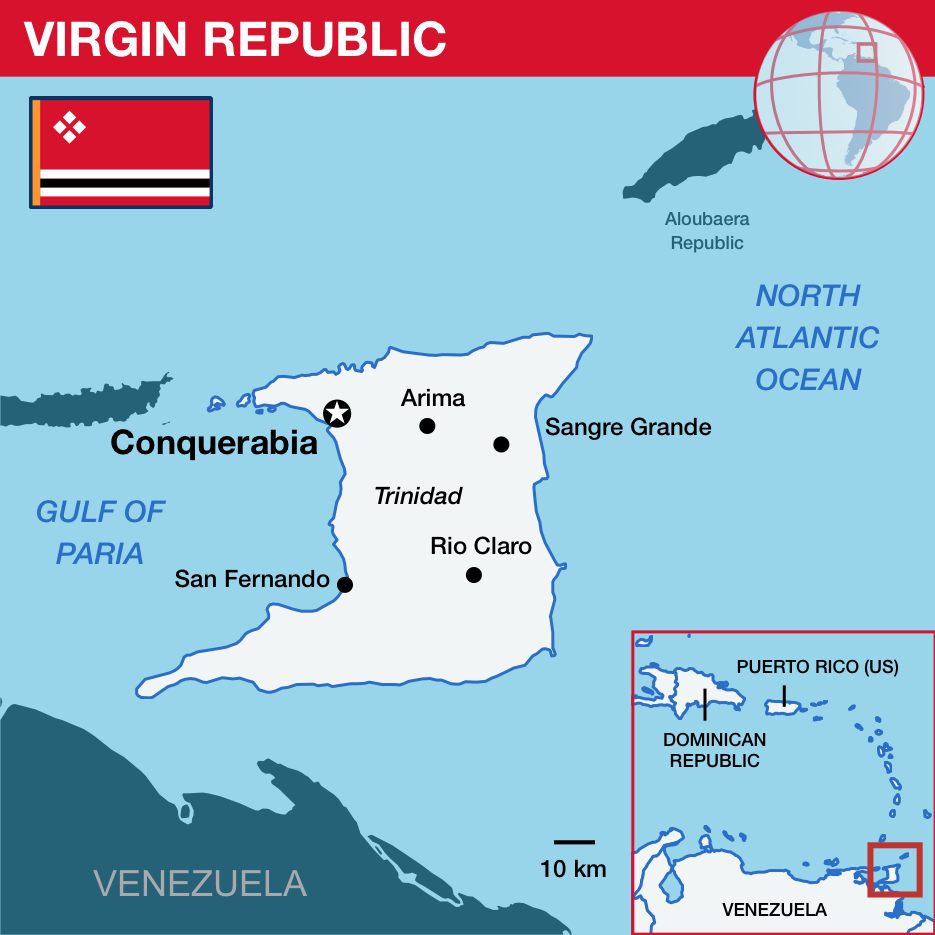 VIRGIN REPUBLIC
Aloubaera
Republic
NORTH
ATLANTIC
OCEAN
Arima
Sangre Grande
Conquerabia
Trinidad
GULF OF
PARIA
Rio Claro
San Fernando
PUERTO RICO (US)
DOMINICAN
REPUBLIC
10 km
VENEZUELA
VENEZUELA